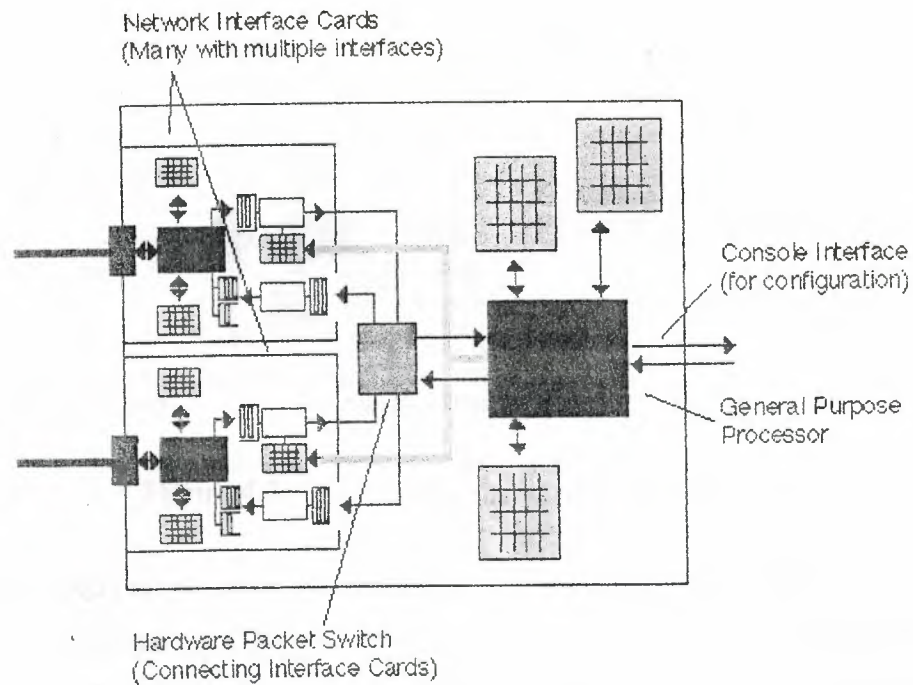 Network Interface Cards
(Many with multiple interfaces)
Console Interface
(for configuration)
General Purpose
Processor
Hardware Packet Switch
(Connecting Interface Cards)